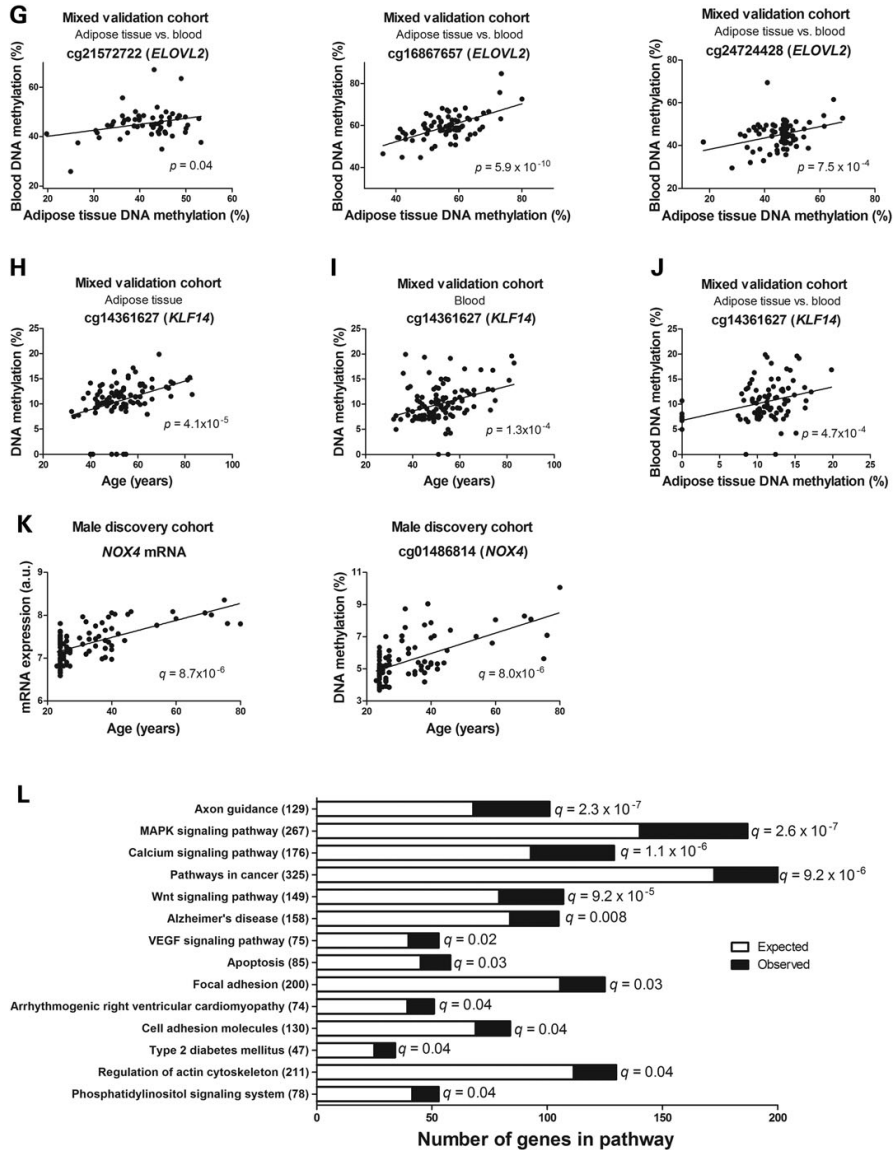 G
Mixed validation cohort
Adipose tissue vs. blood
cg21572722 (ELOVL2)
Blood DNA methylation (%)
60
40
20
20
30
40
50
60
p = 0.04
Adipose tissue DNA methylation (%)
Mixed validation cohort
Adipose tissue vs. blood
cg16867657 (ELOVL2)
Blood DNA methylation (%)
80
60
40
40
60
80
p = 5.9 x 10-10
Adipose tissue DNA methylation (%)
Mixed validation cohort
Adipose tissue vs. blood
cg24724428 (ELOVL2)
Blood DNA methylation (%)
80
60
40
20
20
40
60
80
p = 7.5 x 10-4
Adipose tissue DNA methylation (%)
H
Mixed validation cohort
Adipose tissue
cg14361627 (KLF14)
DNA methylation (%)
25
20
15
10
5
0
20
40
60
80
100
p = 4.1x10-5
Age (years)
I
Mixed validation cohort
Blood
cg14361627 (KLF14)
DNA methylation (%)
25
20
15
10
5
0
20
40
60
80
100
p = 1.3x10-4
Age (years)
J
Mixed validation cohort
Adipose tissue vs. blood
cg14361627 (KLF14)
Blood DNA methylation (%)
25
20
15
10
5
0
0
5
10
15
20
25
p = 4.7x10-4
Adipose tissue DNA methylation (%)
K
Male discovery cohort
NOX4 mRNA
mRNA expression (a.u.)
9
8
7
6
20
40
60
80
q = 8.7x10-6
Age (years)
Male discovery cohort
cg01486814 (NOX4)
DNA methylation (%)
11
9
7
5
3
20
40
60
80
q = 8.0x10-6
Age (years)
L
Axon guidance (129)
q = 2.3 x 10-7
MAPK signaling pathway (267)
q = 2.6 x 10-7
Calcium signaling pathway (176)
q = 1.1 x 10-6
Pathways in cancer (325)
q = 9.2 x 10-6
Wnt signaling pathway (149)
q = 9.2 x 10-5
Alzheimer's disease (158)
q = 0.008
VEGF signaling pathway (75)
q = 0.02
Apoptosis (85)
q = 0.03
Focal adhesion (200)
q = 0.03
Arrhythmogenic right ventricular cardiomyopathy (74)
q = 0.04
Cell adhesion molecules (130)
q = 0.04
Type 2 diabetes mellitus (47)
q = 0.04
Regulation of actin cytoskeleton (211)
q = 0.04
Phosphatidylinositol signaling system (78)
q = 0.04
Expected
Observed
0
50
100
150
200
Number of genes in pathway